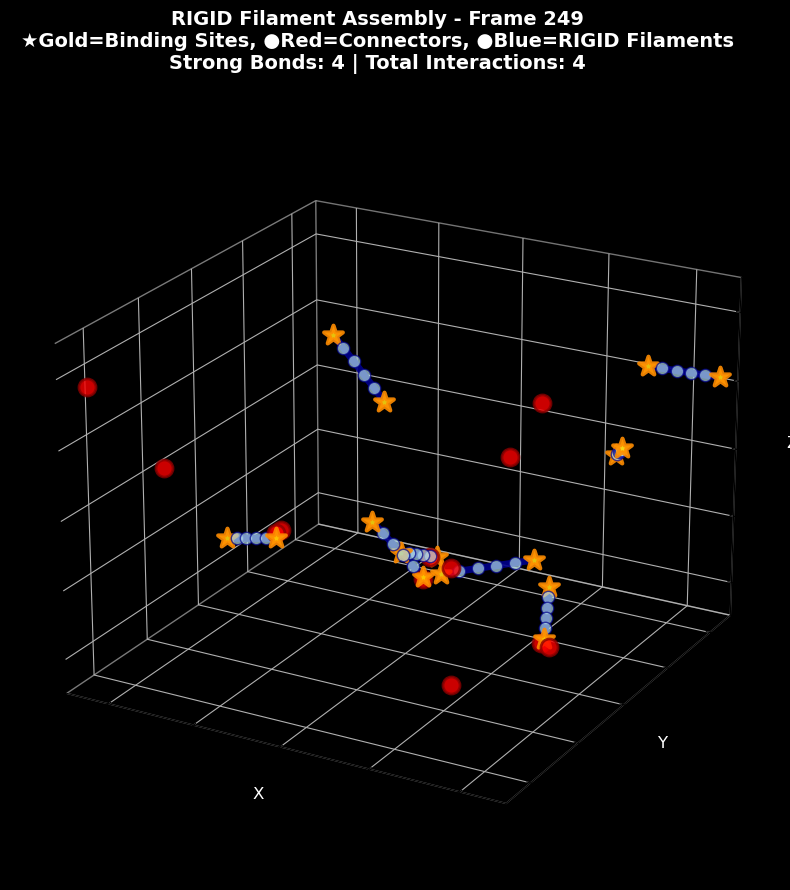 RIGID Filament Assembly - Frame 249
★Gold=Binding Sites, ●Red=Connectors, ●Blue=RIGID Filaments
Strong Bonds: 4 | Total Interactions: 4
Z
Y
X